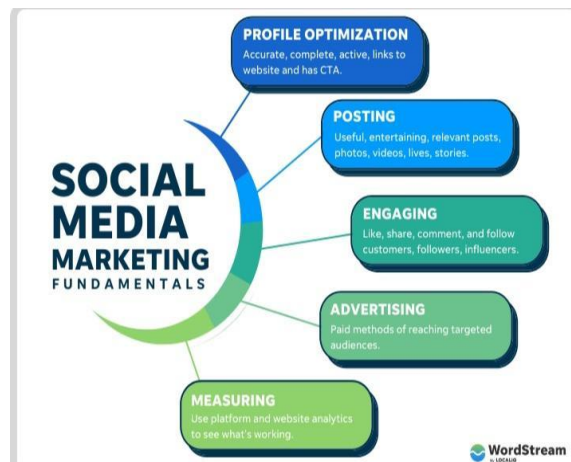 SOCIAL
MEDIA
MARKETING
FUNDAMENTALS
PROFILE OPTIMIZATION
Accurate, complete, active, links to
website and has CTA.
POSTING
Useful, entertaining, relevant posts,
photos, videos, lives, stories.
ENGAGING
Like, share, comment, and follow
customers, followers, influencers.
ADVERTISING
Paid methods of reaching targeted
audiences.
MEASURING
Use platform and website analytics
to see what's working.
WordStream
by LOCALiQ